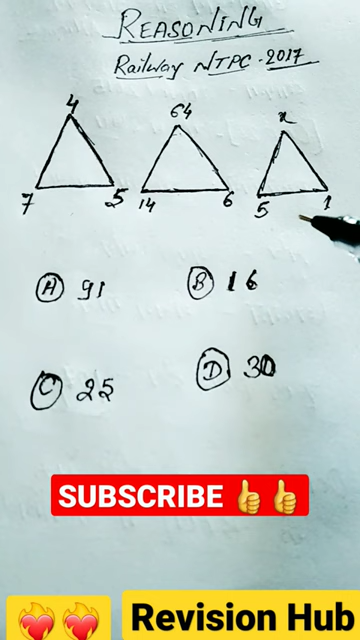 REASONING
Railway NTPC-2017
4 64 x
7 5 14 6 5 1
(A) 91 (B) 16
(C) 25 (D) 30
SUBSCRIBE 👍👍
❤️‍🔥❤️‍🔥 Revision Hub